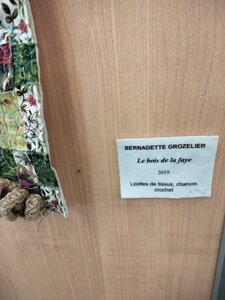 BERNADETTE GROZELIER
Le bois de la faye
2019
Lirettes de tissus, chanvre,
crochet